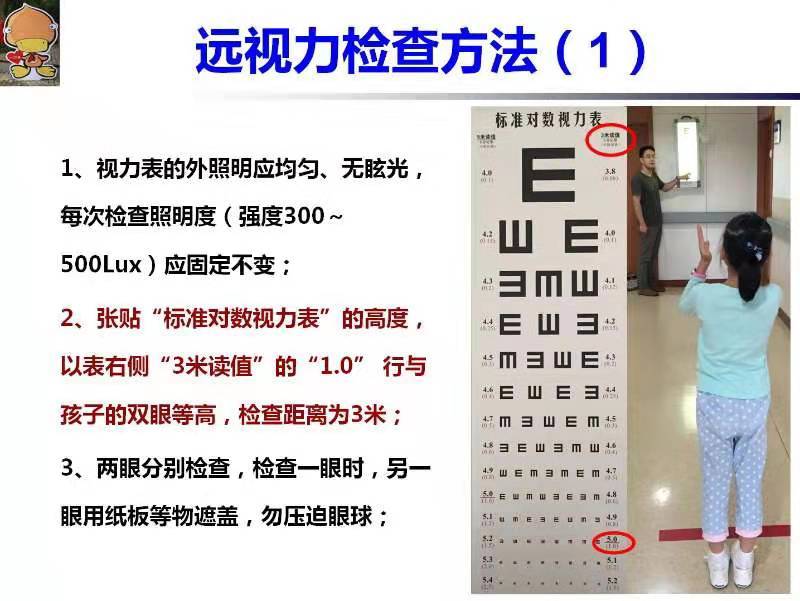 远视力检查方法（1）
1、视力表的外照明应均匀、无眩光，
每次检查照明度（强度300～
500Lux）应固定不变；
2、张贴“标准对数视力表”的高度，
以表右侧“3米读值”的“1.0” 行与
孩子的双眼等高，检查距离为3米；
3、两眼分别检查，检查一眼时，另一
眼用纸板等物遮盖，勿压迫眼球；
标准对数视力表
5米读值 3米读值
4.0 3.8
(0.1)
4.2 4.0
(0.1)
4.3 4.1
(0.2) (0.12)
4.4 4.2
(0.25) (0.15)
4.5 4.3
(0.3) (0.2)
4.6 4.4
(0.4) (0.25)
4.7 4.5
(0.5) (0.3)
4.8 4.6
(0.6) (0.4)
4.9 4.7
(0.8) (0.5)
5.0 4.8
(1.0) (0.6)
5.1 4.9
(1.2) (0.8)
5.2 5.0
(1.5) (1.0)
5.3 5.1
(2.0) (1.2)
5.4 5.2